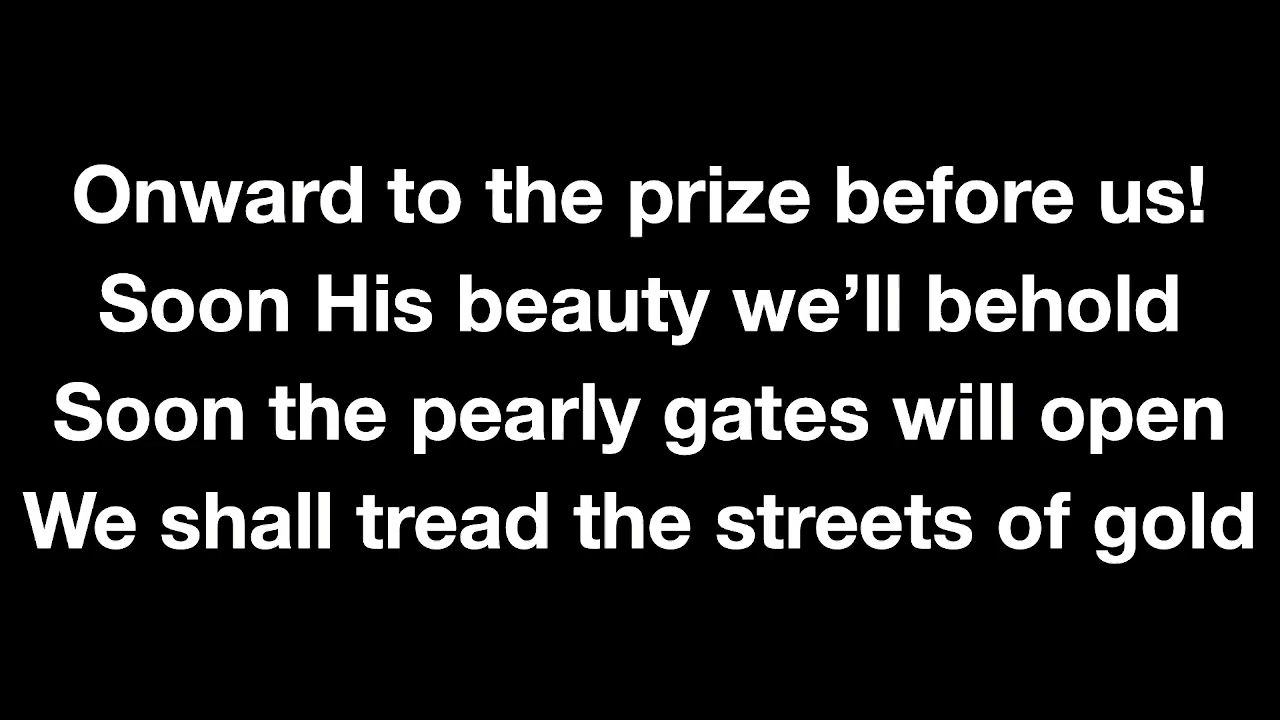 Onward to the prize before us!
Soon His beauty we’ll behold
Soon the pearly gates will open
We shall tread the streets of gold